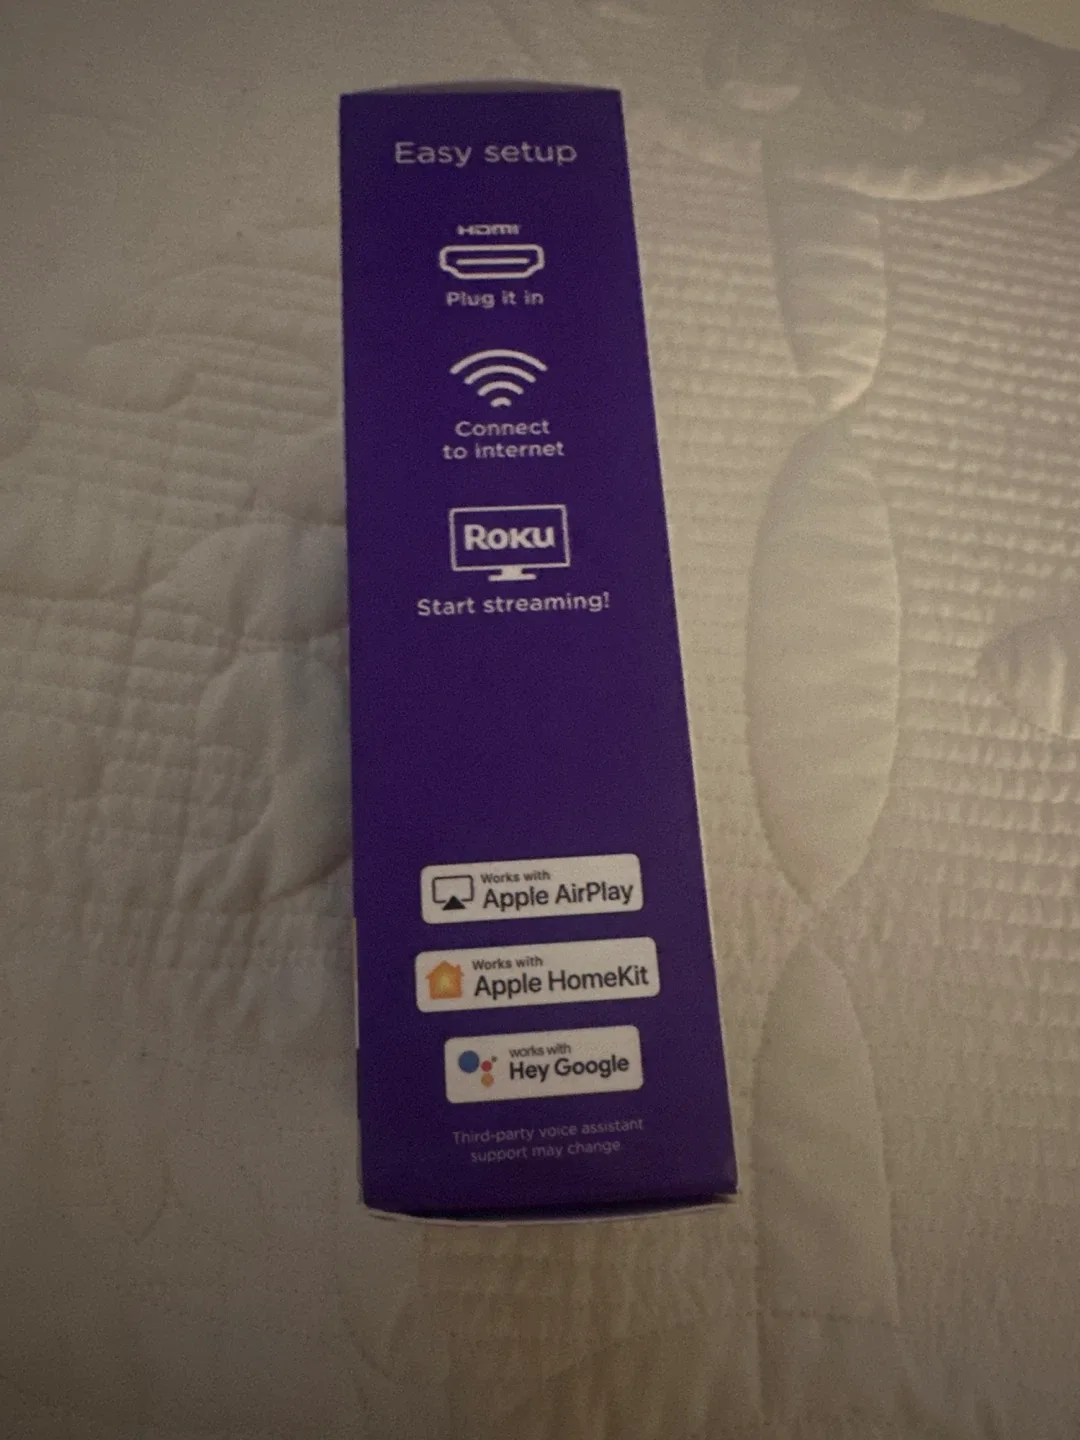 Easy setup
HDMI
Plug it in
Connect
to internet
Roku
Start streaming!
Works with
Apple AirPlay
Works with
Apple HomeKit
works with
Hey Google
Third-party voice assistant
support may change.